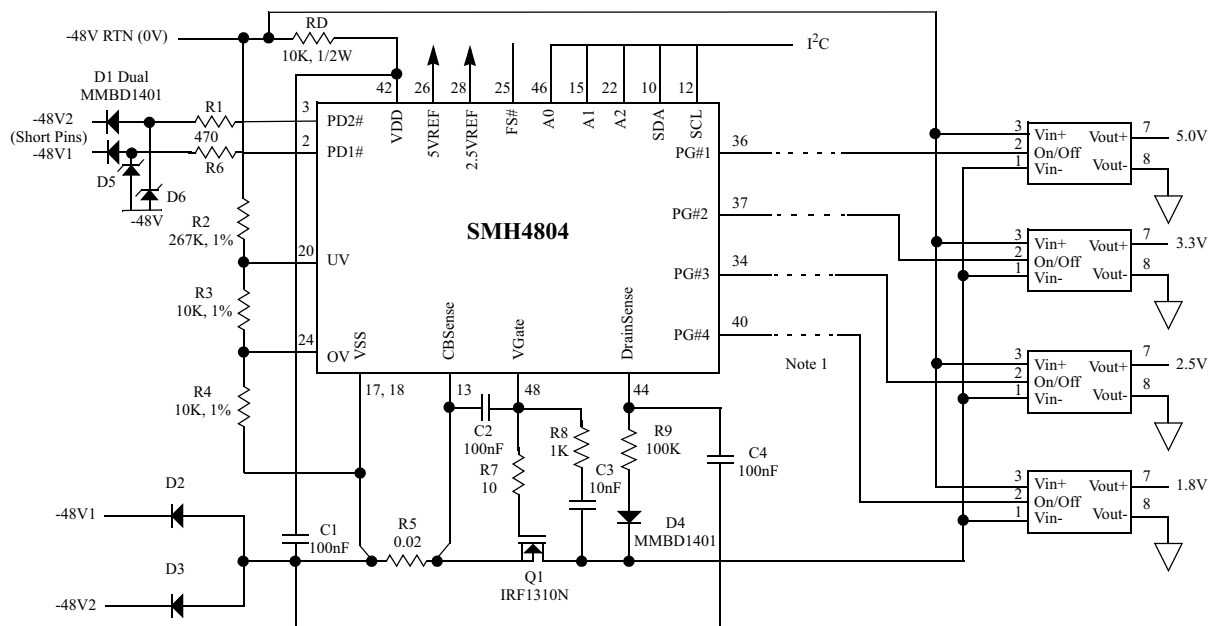 -48V RTN (0V)
RD
10K, 1/2W
I2C
D1 Dual
MMBD1401
42
26
28
25
46
15
22
10
12
VDD
5VREF
2.5VREF
FS#
A0
A1
A2
SDA
SCL
-48V2
(Short Pins)
-48V1
R1
470
R6
3
PD2#
2
PD1#
D5
D6
-48V
R2
267K, 1%
20
UV
R3
10K, 1%
24
OV
R4
10K, 1%
SMH4804
PG#1
36
PG#2
37
PG#3
34
PG#4
40
Note 1
VSS
CBSense
VGate
DrainSense
17, 18
13
48
44
C2
100nF
R7
10
R8
1K
C3
10nF
R9
100K
C4
100nF
D4
MMBD1401
D2
-48V1
D3
-48V2
C1
100nF
R5
0.02
Q1
IRF1310N
3
2
1
Vin+
On/Off
Vin-
Vout+
Vout-
7
8
5.0V
3
2
1
Vin+
On/Off
Vin-
Vout+
Vout-
7
8
3.3V
3
2
1
Vin+
On/Off
Vin-
Vout+
Vout-
7
8
2.5V
3
2
1
Vin+
On/Off
Vin-
Vout+
Vout-
7
8
1.8V